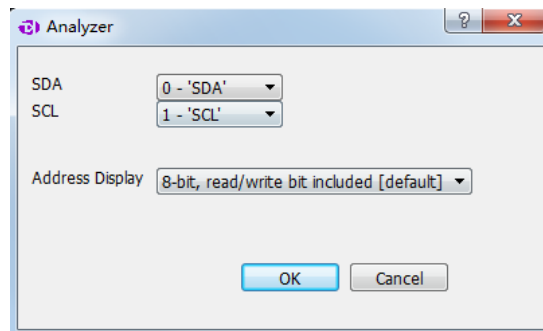 Analyzer
?
X
SDA 0 - 'SDA'
SCL 1 - 'SCL'
Address Display 8-bit, read/write bit included [default]
OK Cancel